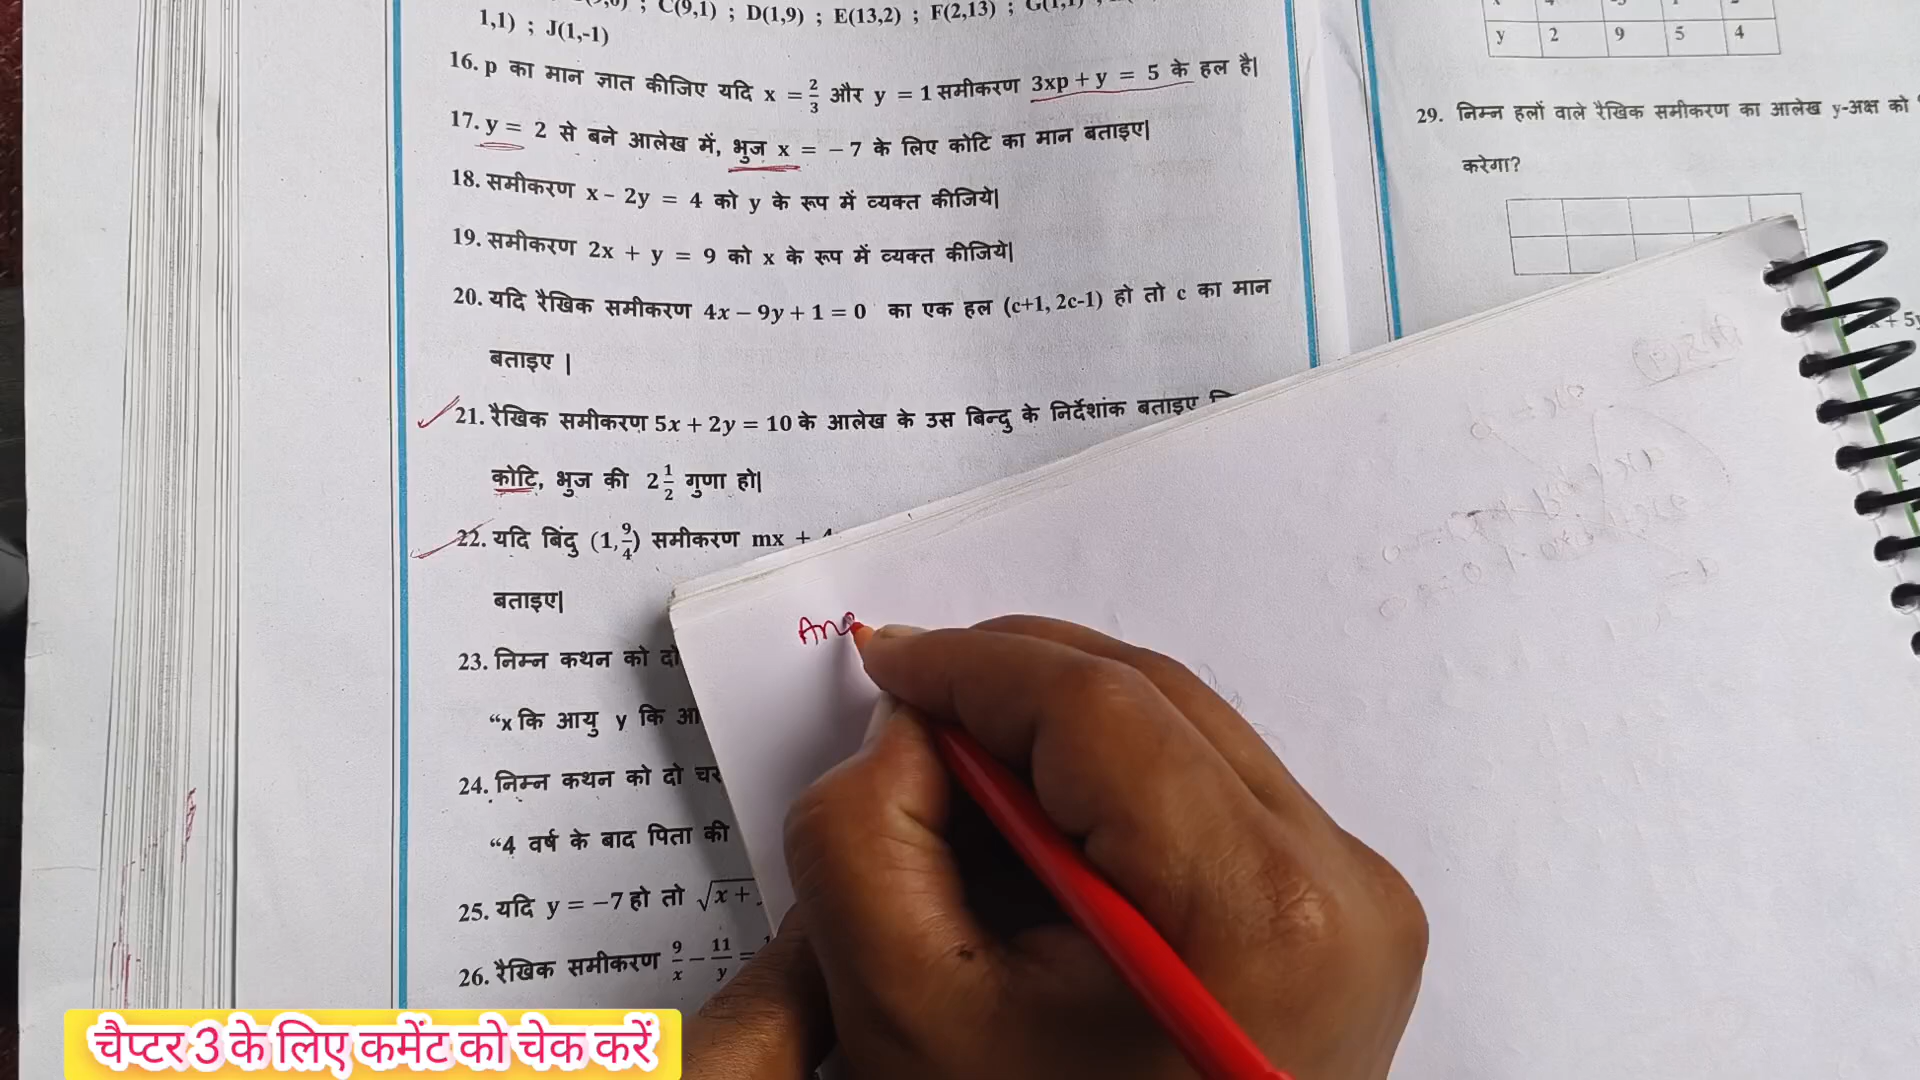 C(9,1) ; D(1,9) ; E(13,2) ; F(2,13) ;
1,1) ; J(1,-1)
16. p का मान ज्ञात कीजिए यदि x = 2/3 और y = 1 समीकरण 3xp + y = 5 के हल है|
17. y = 2 से बने आलेख में, भुज x = − 7 के लिए कोटि का मान बताइए|
18. समीकरण x - 2y = 4 को y के रूप में व्यक्त कीजिये|
19. समीकरण 2x + y = 9 को x के रूप में व्यक्त कीजिये|
20. यदि रैखिक समीकरण 4x − 9y + 1 = 0 का एक हल (c+1, 2c-1) हो तो c का मान
बताइए |
21. रैखिक समीकरण 5x + 2y = 10 के आलेख के उस बिन्दु के निर्देशांक बताइए
कोटि, भुज की 2 1/2 गुणा हो|
22. यदि बिंदु (1, 9/4) समीकरण mx +
बताइए|
23. निम्न कथन को दो
“x कि आयु y कि
24. निम्न कथन को दो
“4 वर्ष के बाद पिता की
25. यदि y = −7 हो तो √x +
26. रैखिक समीकरण 9/x − 11/y =
y 2 9 5 4
29. निम्न हलों वाले रैखिक समीकरण का आलेख y-अक्ष को
करेगा?
+ 5y
Ans
चैप्टर 3 के लिए कमेंट को चेक करें